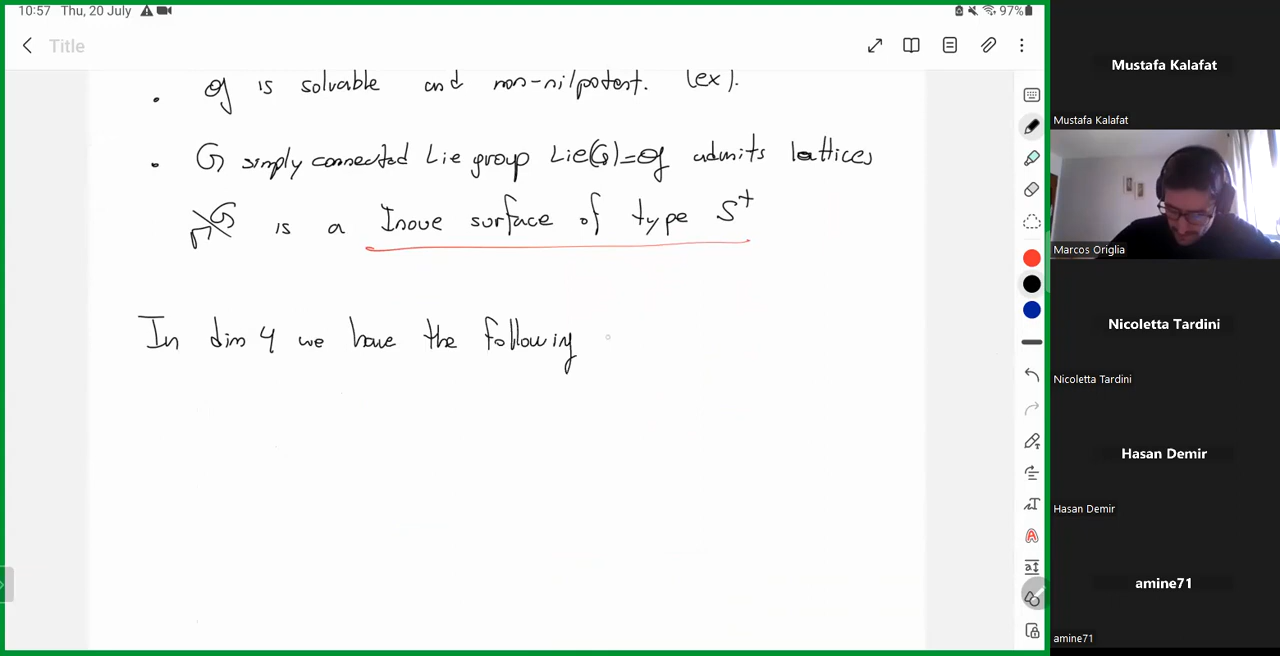 10:57 Thu, 20 July
97%
Title
• 𝔤 is solvable and non-nilpotent. (ex).
• G simply connected Lie group Lie(G)=𝔤 admits lattices
Γ\G is a Inoue surface of type S⁺
In dim 4 we have the following
Mustafa Kalafat
Mustafa Kalafat
Marcos Origlia
Nicoletta Tardini
Nicoletta Tardini
Hasan Demir
Hasan Demir
amine71
amine71